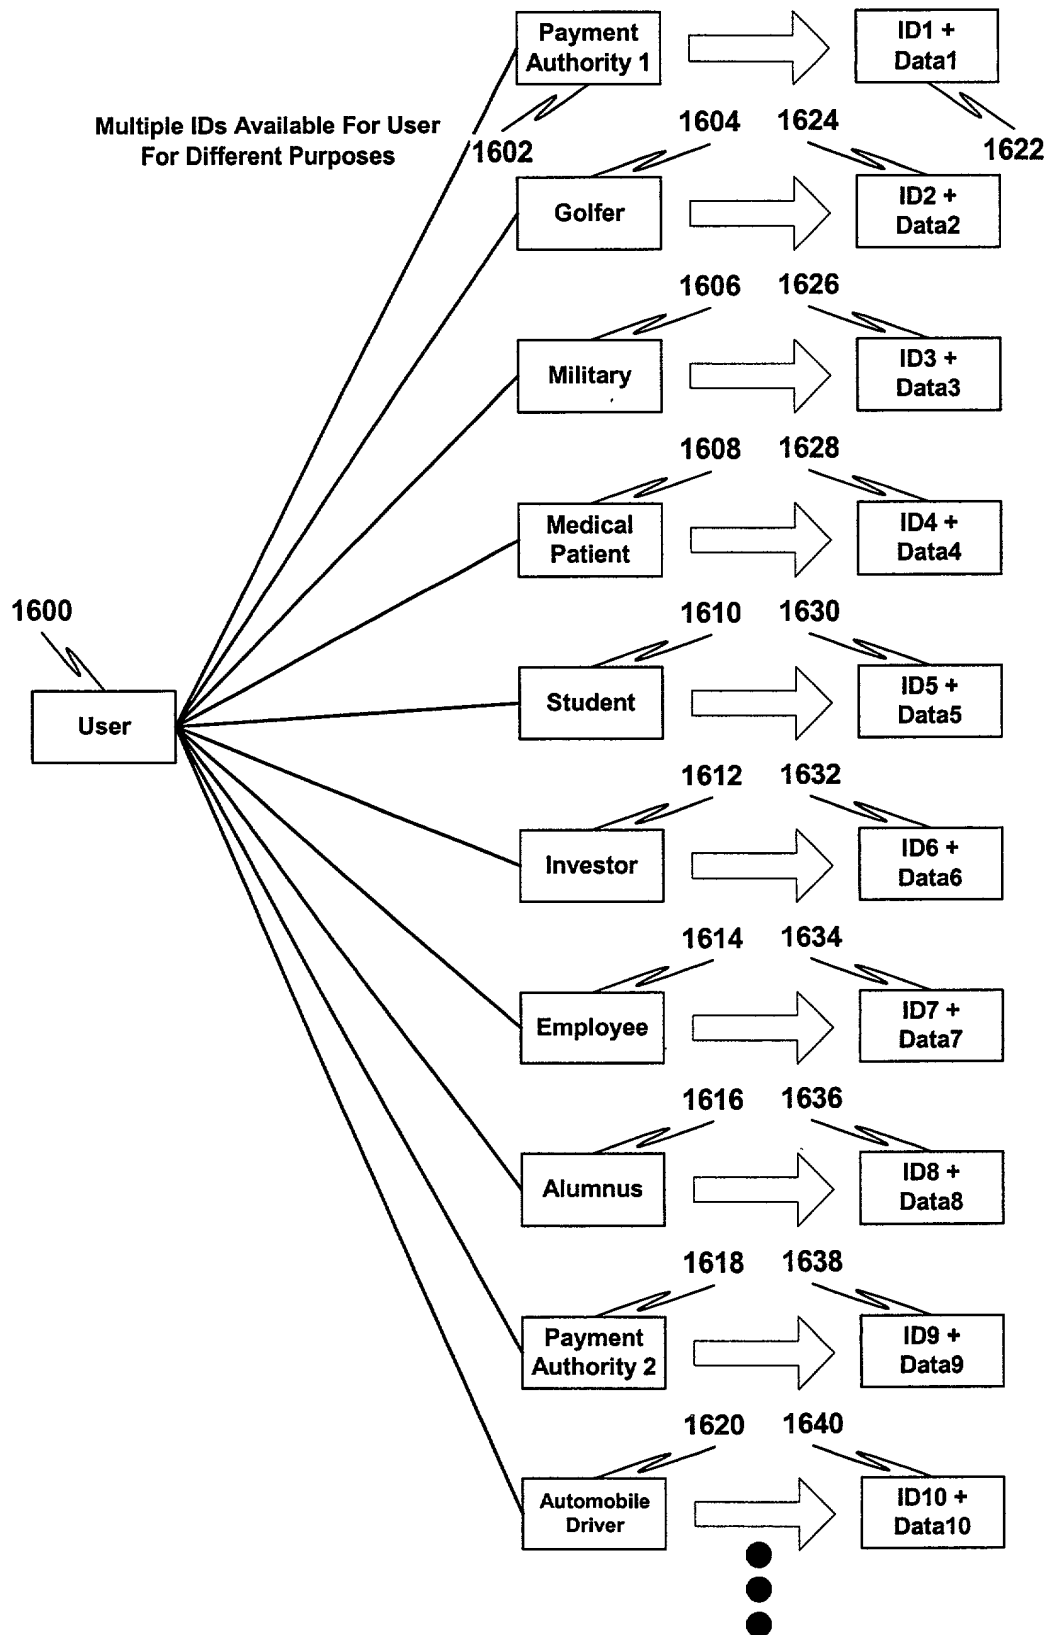 Payment
Authority 1
ID1 +
Data1
Multiple IDs Available For User
For Different Purposes
1602
1604
1624
1622
Golfer
ID2 +
Data2
1606
1626
Military
ID3 +
Data3
1608
1628
Medical
Patient
ID4 +
Data4
1600
1610
1630
User
Student
ID5 +
Data5
1612
1632
Investor
ID6 +
Data6
1614
1634
Employee
ID7 +
Data7
1616
1636
Alumnus
ID8 +
Data8
1618
1638
Payment
Authority 2
ID9 +
Data9
1620
1640
Automobile
Driver
ID10 +
Data10